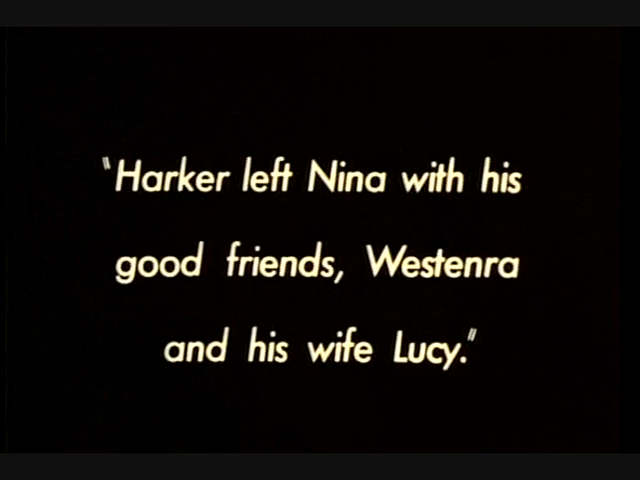 "Harker left Nina with his
good friends, Westenra
and his wife Lucy."